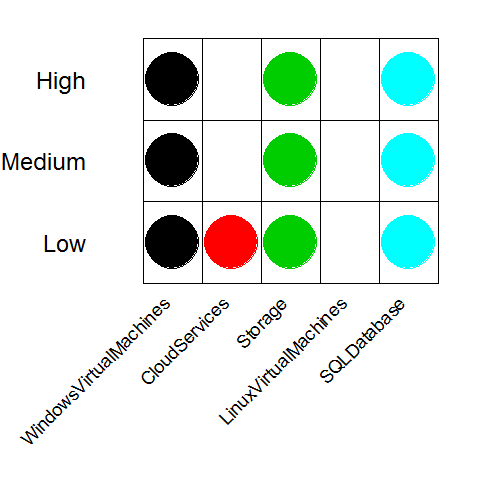 High
Medium
Low
WindowsVirtualMachines
CloudServices
Storage
LinuxVirtualMachines
SQLDatabase